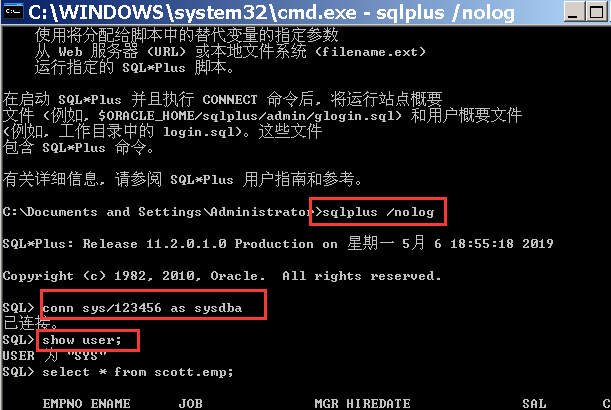 C:\WINDOWS\system32\cmd.exe - sqlplus /nolog
使用将分配给脚本中的替代变量的指定参数
从 Web 服务器 (URL) 或本地文件系统 (filename.ext)
运行指定的 SQL*Plus 脚本。
在启动 SQL*Plus 并且执行 CONNECT 命令后, 将运行站点概要
文件 (例如, $ORACLE_HOME/sqlplus/admin/glogin.sql) 和用户概要文件
(例如, 工作目录中的 login.sql)。这些文件
包含 SQL*Plus 命令。
有关详细信息, 请参阅 SQL*Plus 用户指南和参考。
C:\Documents and Settings\Administrator>sqlplus /nolog
SQL*Plus: Release 11.2.0.1.0 Production on 星期一 5月 6 18:55:18 2019
Copyright (c) 1982, 2010, Oracle.  All rights reserved.
SQL> conn sys/123456 as sysdba
已连接。
SQL> show user;
USER 为 "SYS"
SQL> select * from scott.emp;
EMPNO ENAME      JOB              MGR HIREDATE              SAL       C